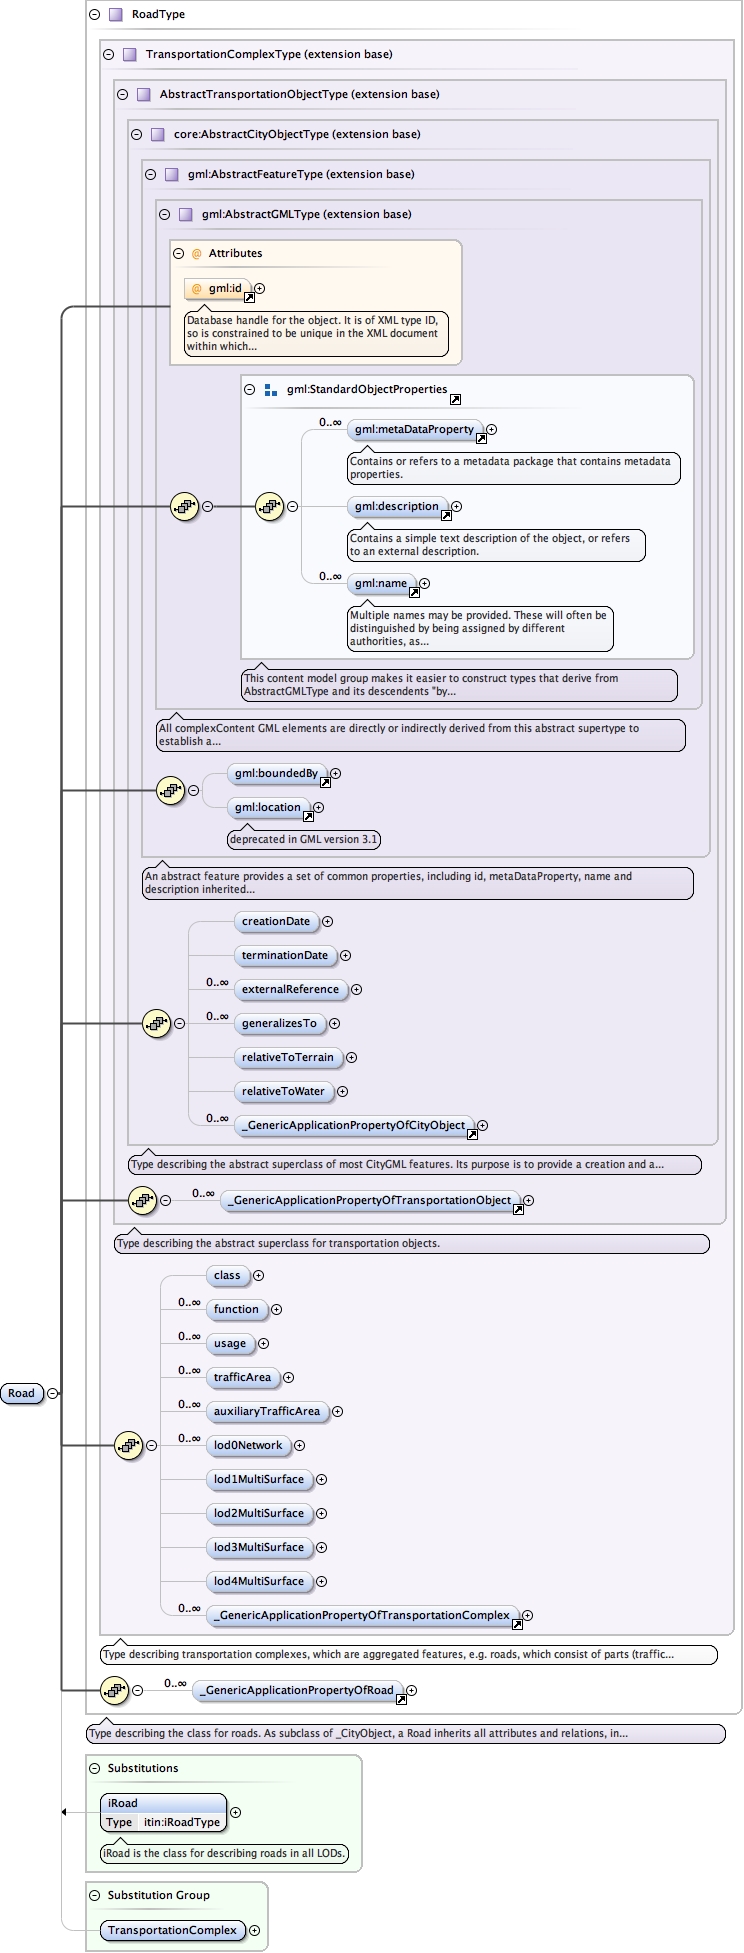 RoadType
TransportationComplexType (extension base)
AbstractTransportationObjectType (extension base)
core:AbstractCityObjectType (extension base)
gml:AbstractFeatureType (extension base)
gml:AbstractGMLType (extension base)
@ Attributes
@ gml:id
Database handle for the object. It is of XML type ID,
so is constrained to be unique in the XML document
within which...
gml:StandardObjectProperties
0..∞
gml:metaDataProperty
Contains or refers to a metadata package that contains metadata
properties.
gml:description
Contains a simple text description of the object, or refers
to an external description.
0..∞
gml:name
Multiple names may be provided. These will often be
distinguished by being assigned by different
authorities, as...
This content model group makes it easier to construct types that derive from
AbstractGMLType and its descendents "by...
All complexContent GML elements are directly or indirectly derived from this abstract supertype to
establish a...
gml:boundedBy
gml:location
deprecated in GML version 3.1
An abstract feature provides a set of common properties, including id, metaDataProperty, name and
description inherited...
creationDate
terminationDate
0..∞
externalReference
0..∞
generalizesTo
relativeToTerrain
relativeToWater
0..∞
_GenericApplicationPropertyOfCityObject
Type describing the abstract superclass of most CityGML features. Its purpose is to provide a creation and a...
0..∞
_GenericApplicationPropertyOfTransportationObject
Type describing the abstract superclass for transportation objects.
class
0..∞
function
0..∞
usage
0..∞
trafficArea
Road
0..∞
auxiliaryTrafficArea
0..∞
lod0Network
lod1MultiSurface
lod2MultiSurface
lod3MultiSurface
lod4MultiSurface
0..∞
_GenericApplicationPropertyOfTransportationComplex
Type describing transportation complexes, which are aggregated features, e.g. roads, which consist of parts (traffic...
0..∞
_GenericApplicationPropertyOfRoad
Type describing the class for roads. As subclass of _CityObject, a Road inherits all attributes and relations, in...
Substitutions
iRoad
Type itin:iRoadType
iRoad is the class for describing roads in all LODs.
Substitution Group
TransportationComplex